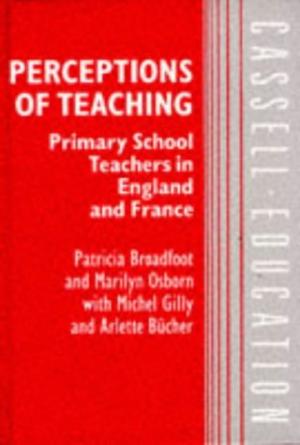 PERCEPTIONS
OF TEACHING
Primary School
Teachers in
England
and France
Patricia Broadfoot
and Marilyn Osborn
with Michel Gilly
and Arlette Bücher
CASSELL · EDUCATION